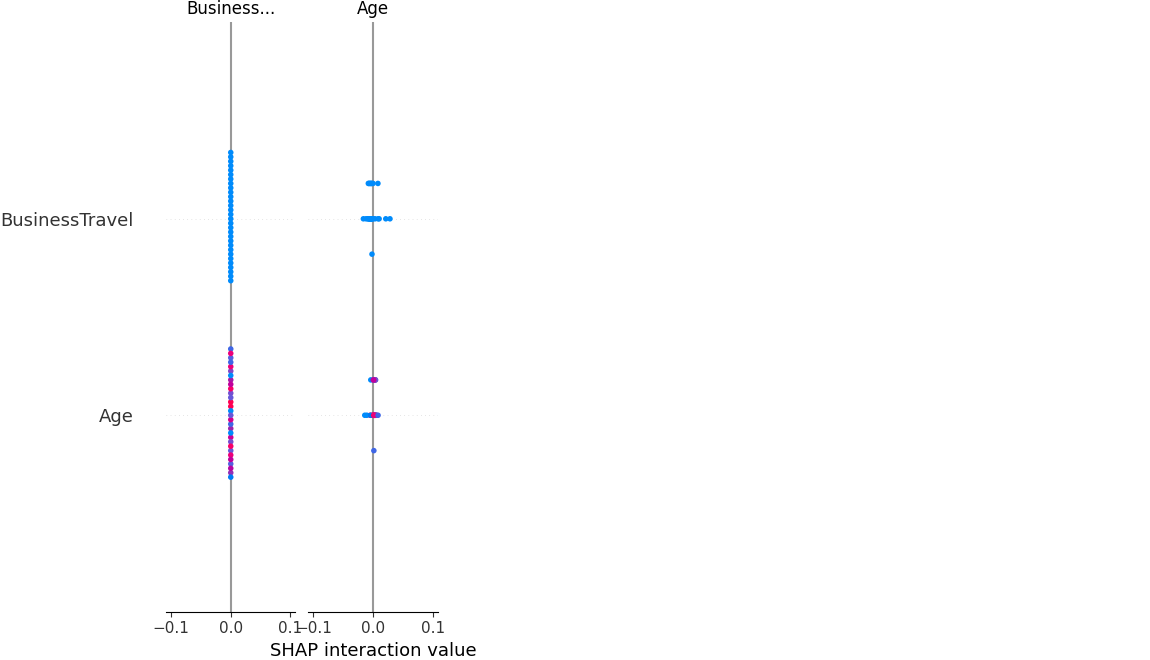 Business... Age
BusinessTravel
Age
−0.1 0.0 0.1 −0.1 0.0 0.1
SHAP interaction value